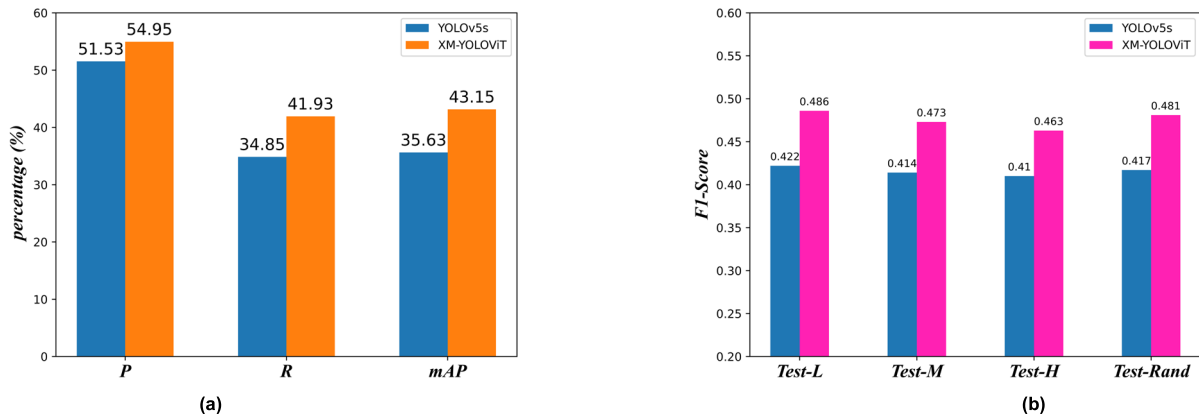 60
50
40
30
20
10
0
percentage (%)
51.53
54.95
34.85
41.93
35.63
43.15
YOLOv5s
XM-YOLOViT
P
R
mAP
(a)
0.60
0.55
0.50
0.45
0.40
0.35
0.30
0.25
0.20
F1-Score
0.422
0.486
0.414
0.473
0.41
0.463
0.417
0.481
YOLOv5s
XM-YOLOViT
Test-L
Test-M
Test-H
Test-Rand
(b)